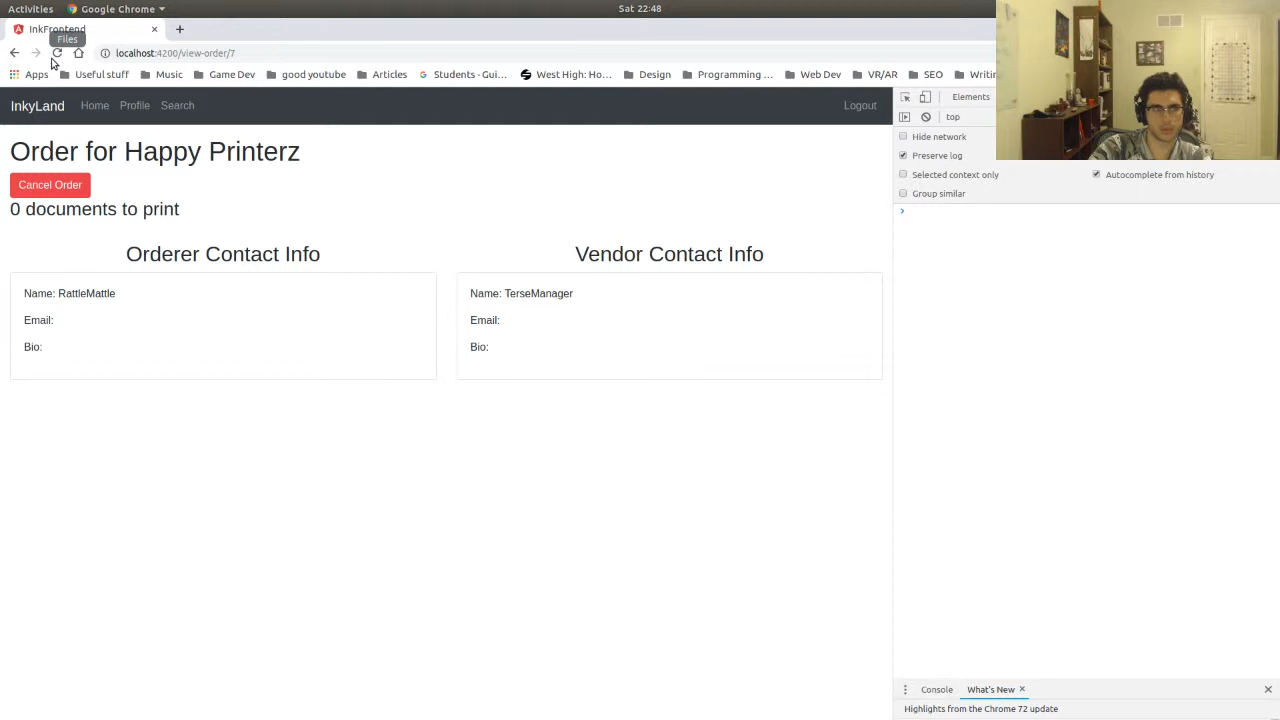 Activities Google Chrome Sat 22:48
InkFrontend
Files
localhost:4200/view-order/7
Apps Useful stuff Music Game Dev good youtube Articles Students - Gui... West High: Ho... Design Programming ... Web Dev VR/AR SEO Writin
InkyLand Home Profile Search Logout
Elements
top
Hide network
Preserve log
Selected context only Autocomplete from history
Group similar
Order for Happy Printerz
Cancel Order
0 documents to print
Orderer Contact Info Vendor Contact Info
Name: RattleMattle Name: TerseManager
Email: Email:
Bio: Bio:
Console What's New
Highlights from the Chrome 72 update